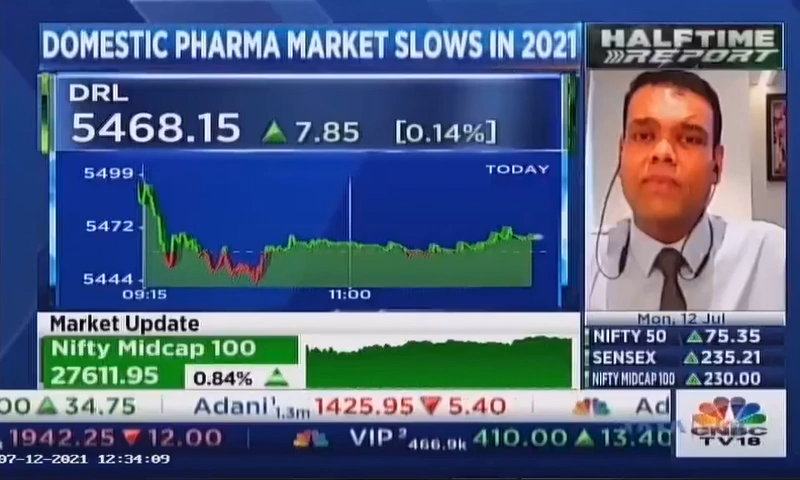 DOMESTIC PHARMA MARKET SLOWS IN 2021
HALFTIME
REPORT
DRL
5468.15 ▲ 7.85 [0.14%]
TODAY
5499
5472
5444
09:15 11:00
Mon, 12 Jul
NIFTY 50 ▲75.35
SENSEX ▲235.21
NIFTY MIDCAP 100 ▲230.00
Market Update
Nifty Midcap 100
27611.95 0.84%
00 ▲ 34.75 Adani 1.3m 1425.95 ▼ 5.40 Ad
1942.25 ▼ 12.00 VIP 466.9k 410.00 ▲ 13.40
CNBC
TV18
07-12-2021 12:34:09